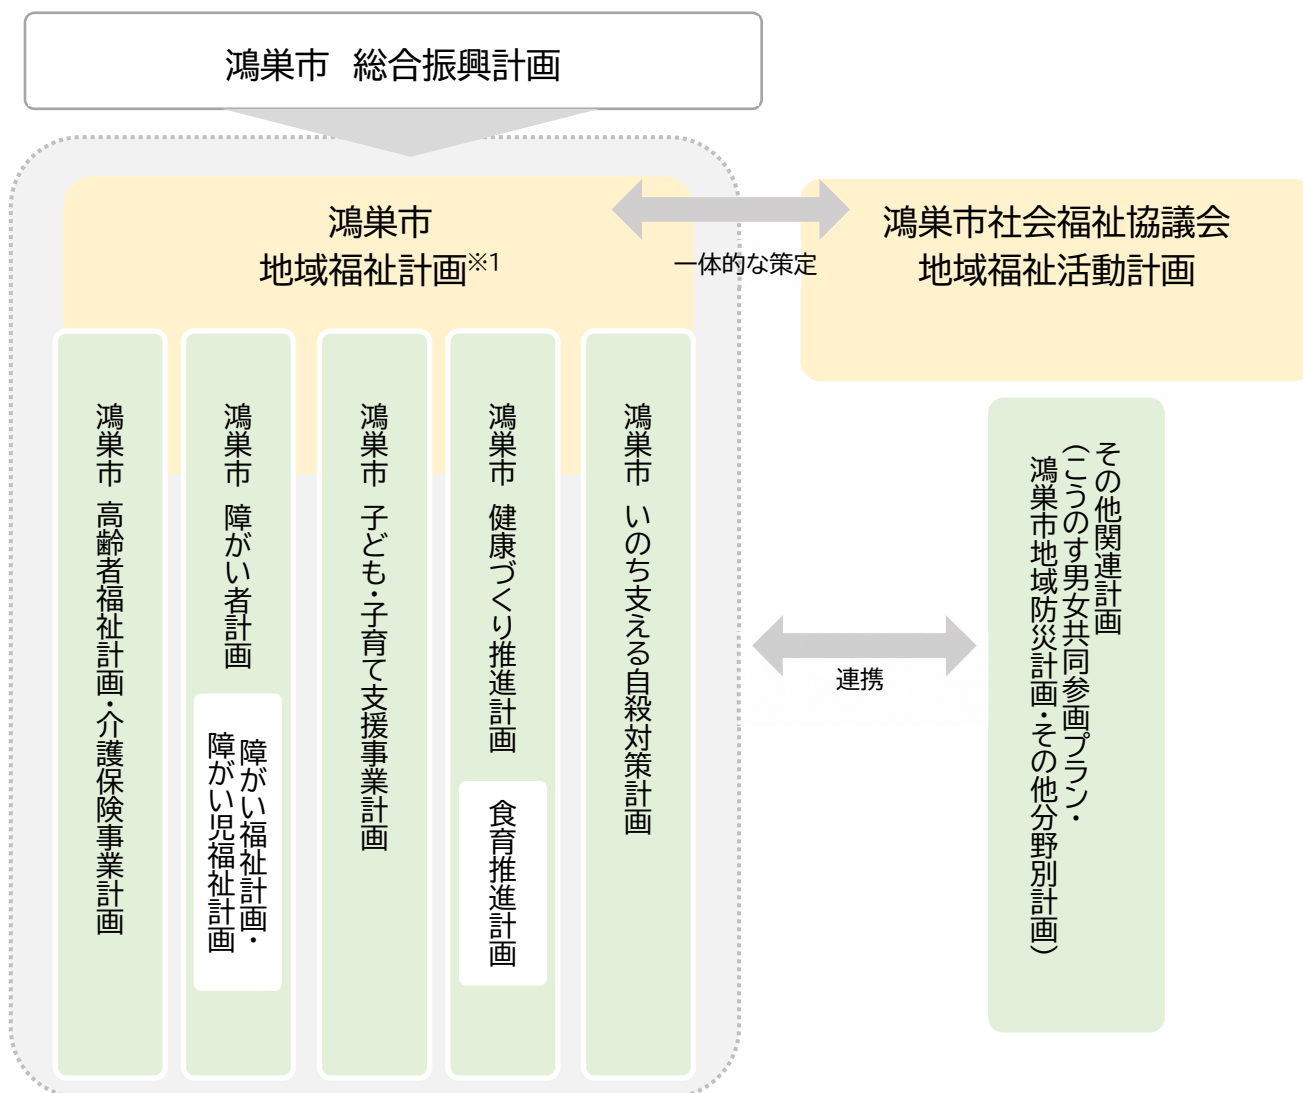 鴻巣市 総合振興計画
鴻巣市
地域福祉計画※1
一体的な策定
鴻巣市社会福祉協議会
地域福祉活動計画
鴻巣市 高齢者福祉計画・介護保険事業計画
鴻巣市 障がい者計画
障がい福祉計画・
障がい児福祉計画
鴻巣市 子ども・子育て支援事業計画
鴻巣市 健康づくり推進計画
食育推進計画
鴻巣市 いのち支える自殺対策計画
連携
その他関連計画
（こうのす男女共同参画プラン・
鴻巣市地域防災計画・その他分野別計画）